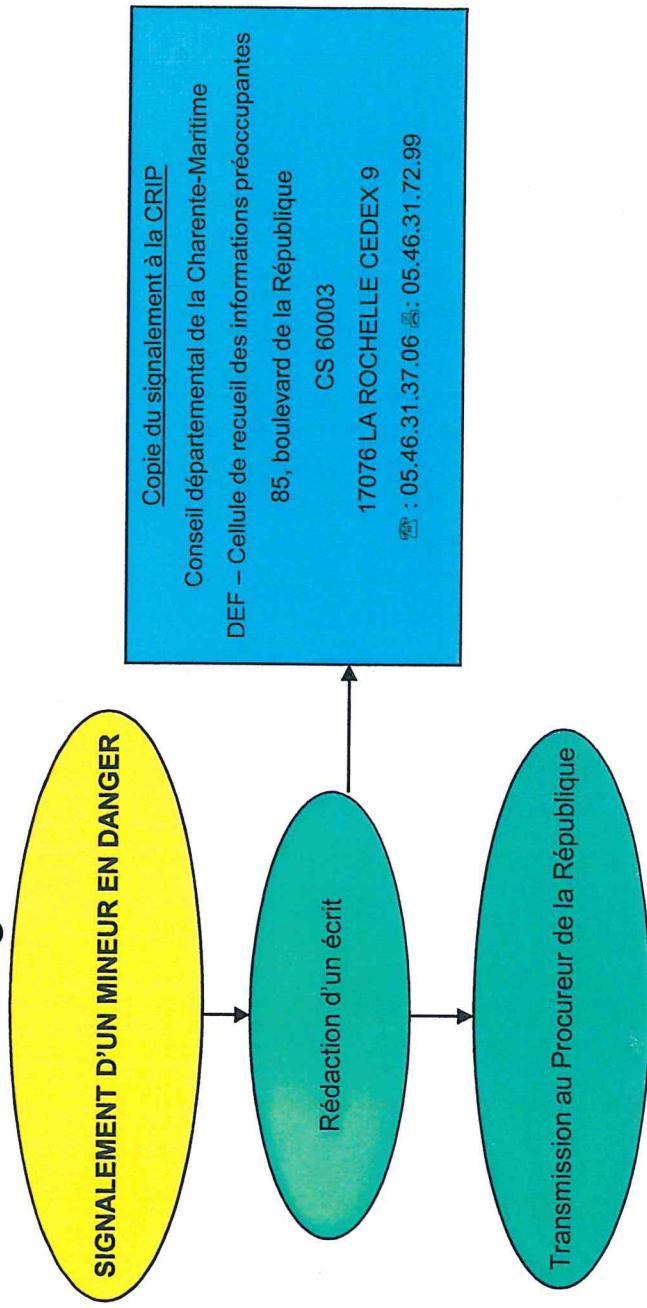 SIGNALEMENT D'UN MINEUR EN DANGER
Rédaction d'un écrit
Transmission au Procureur de la République
Copie du signalement à la CRIP
Conseil départemental de la Charente-Maritime
DEF – Cellule de recueil des informations préoccupantes
85, boulevard de la République
CS 60003
17076 LA ROCHELLE CEDEX 9
☎ : 05.46.31.37.06 📠: 05.46.31.72.99